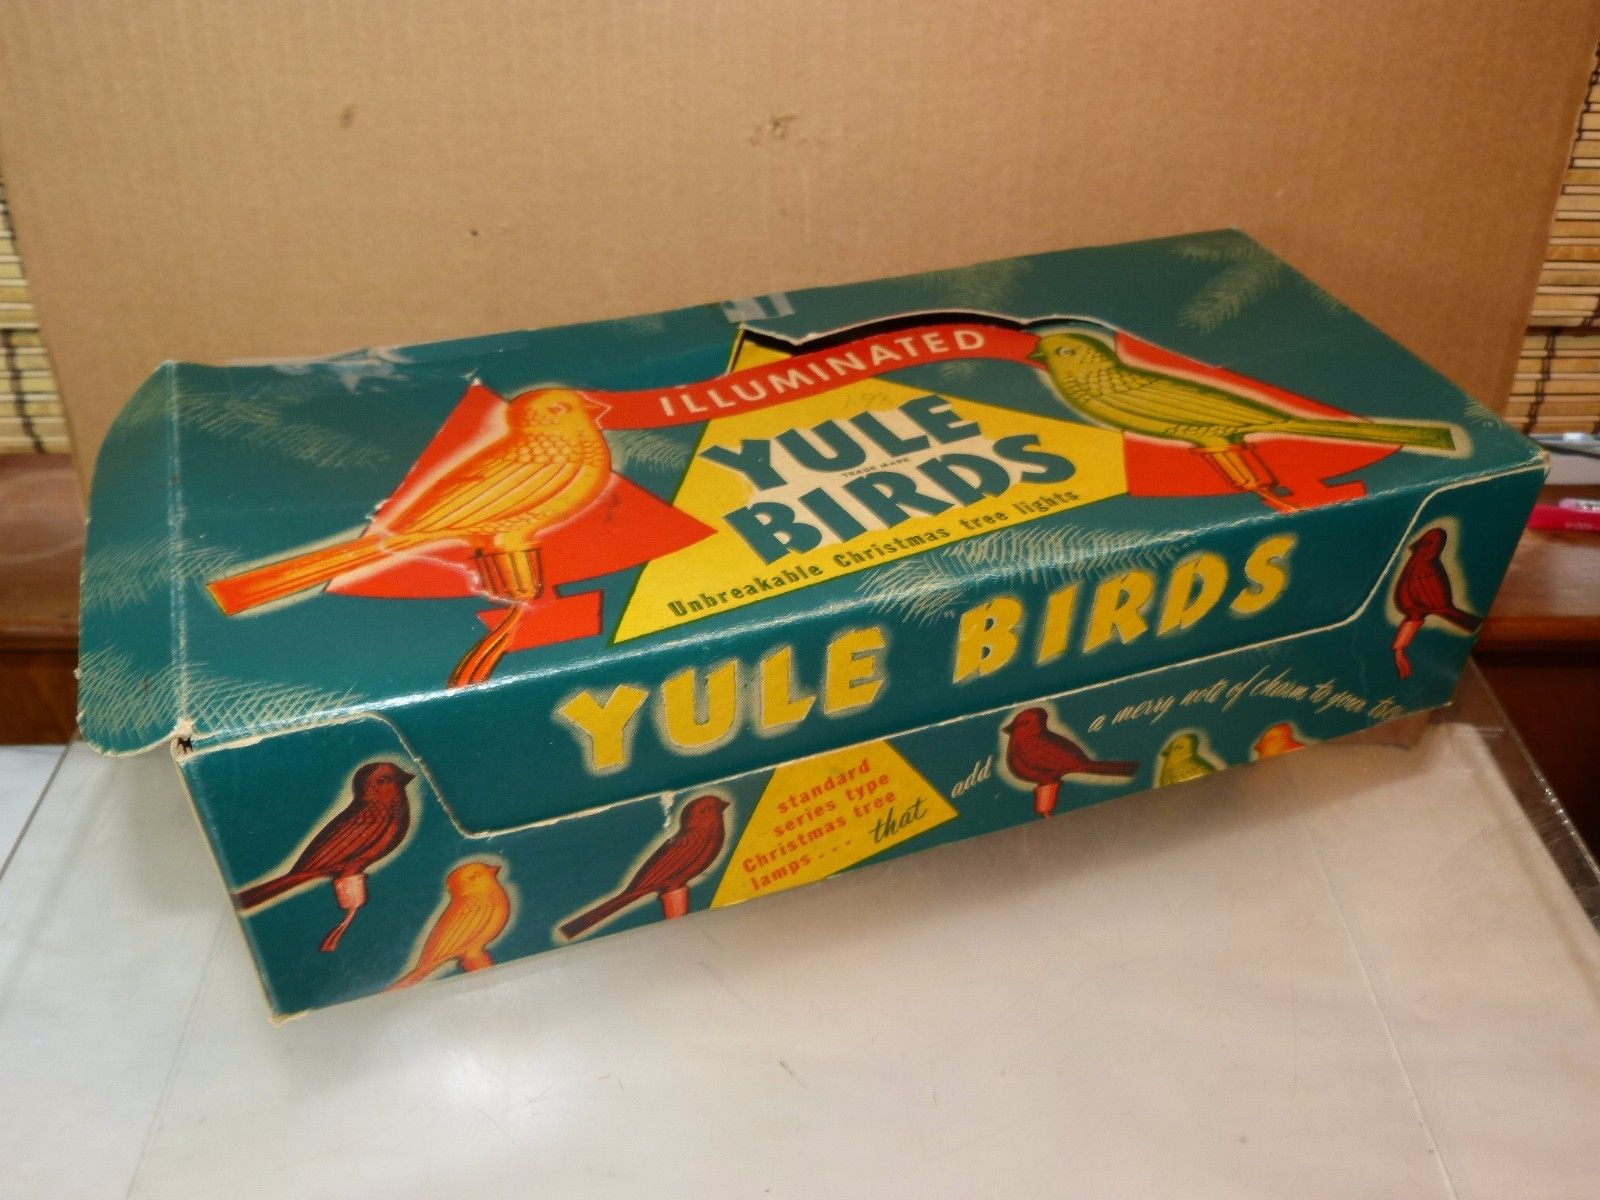 ILLUMINATED
YULE
TRADE MARK
BIRDS
Unbreakable Christmas tree lights
YULE BIRDS
standard
series type
Christmas tree
lamps... that
add a merry note of charm to your tree